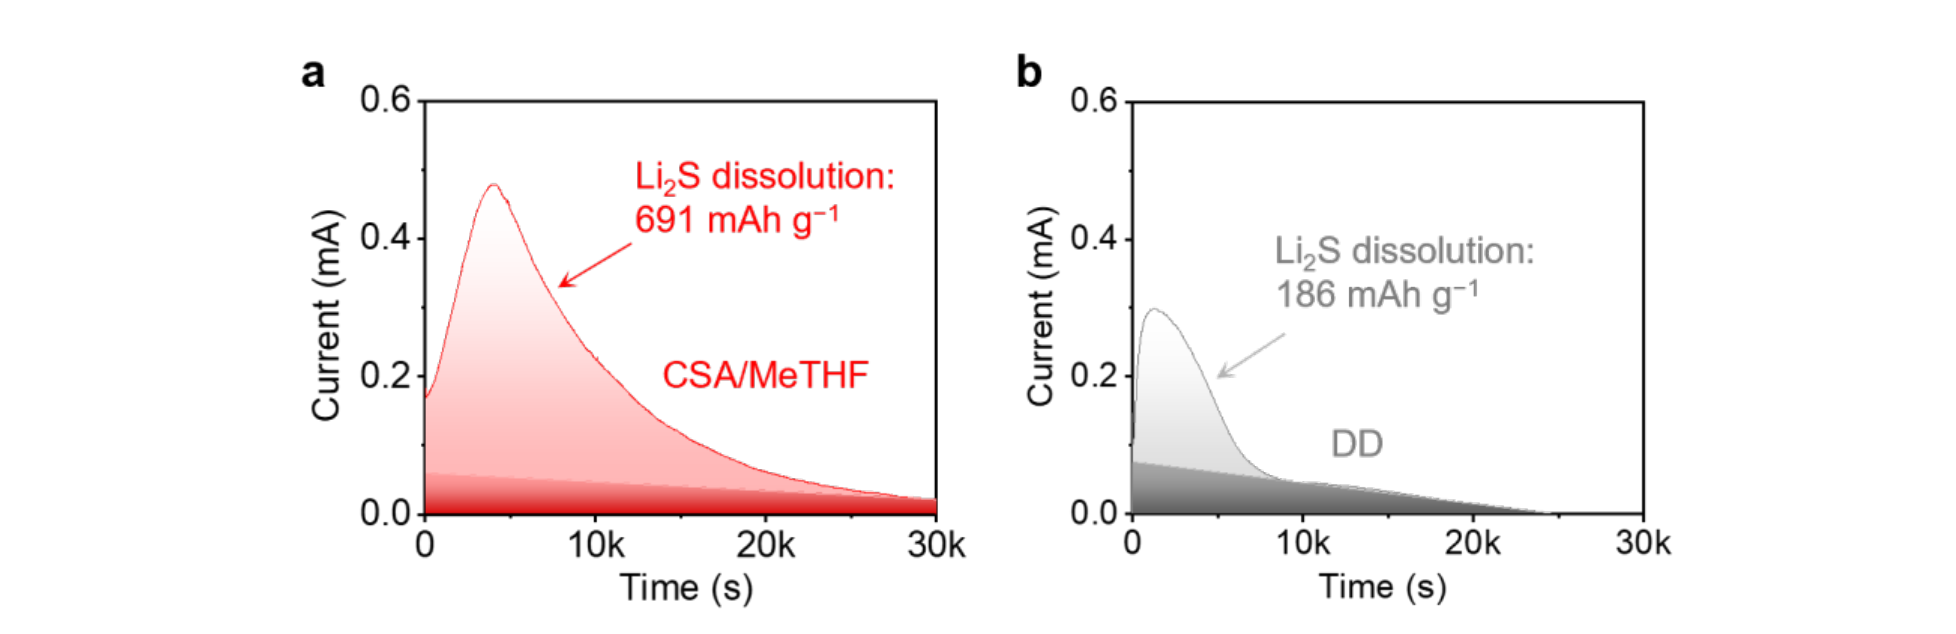 a
0.6
0.4
0.2
0.0
Current (mA)
Li₂S dissolution:
691 mAh g⁻¹
CSA/MeTHF
0 10k 20k 30k
Time (s)
b
0.6
0.4
0.2
0.0
Current (mA)
Li₂S dissolution:
186 mAh g⁻¹
DD
0 10k 20k 30k
Time (s)